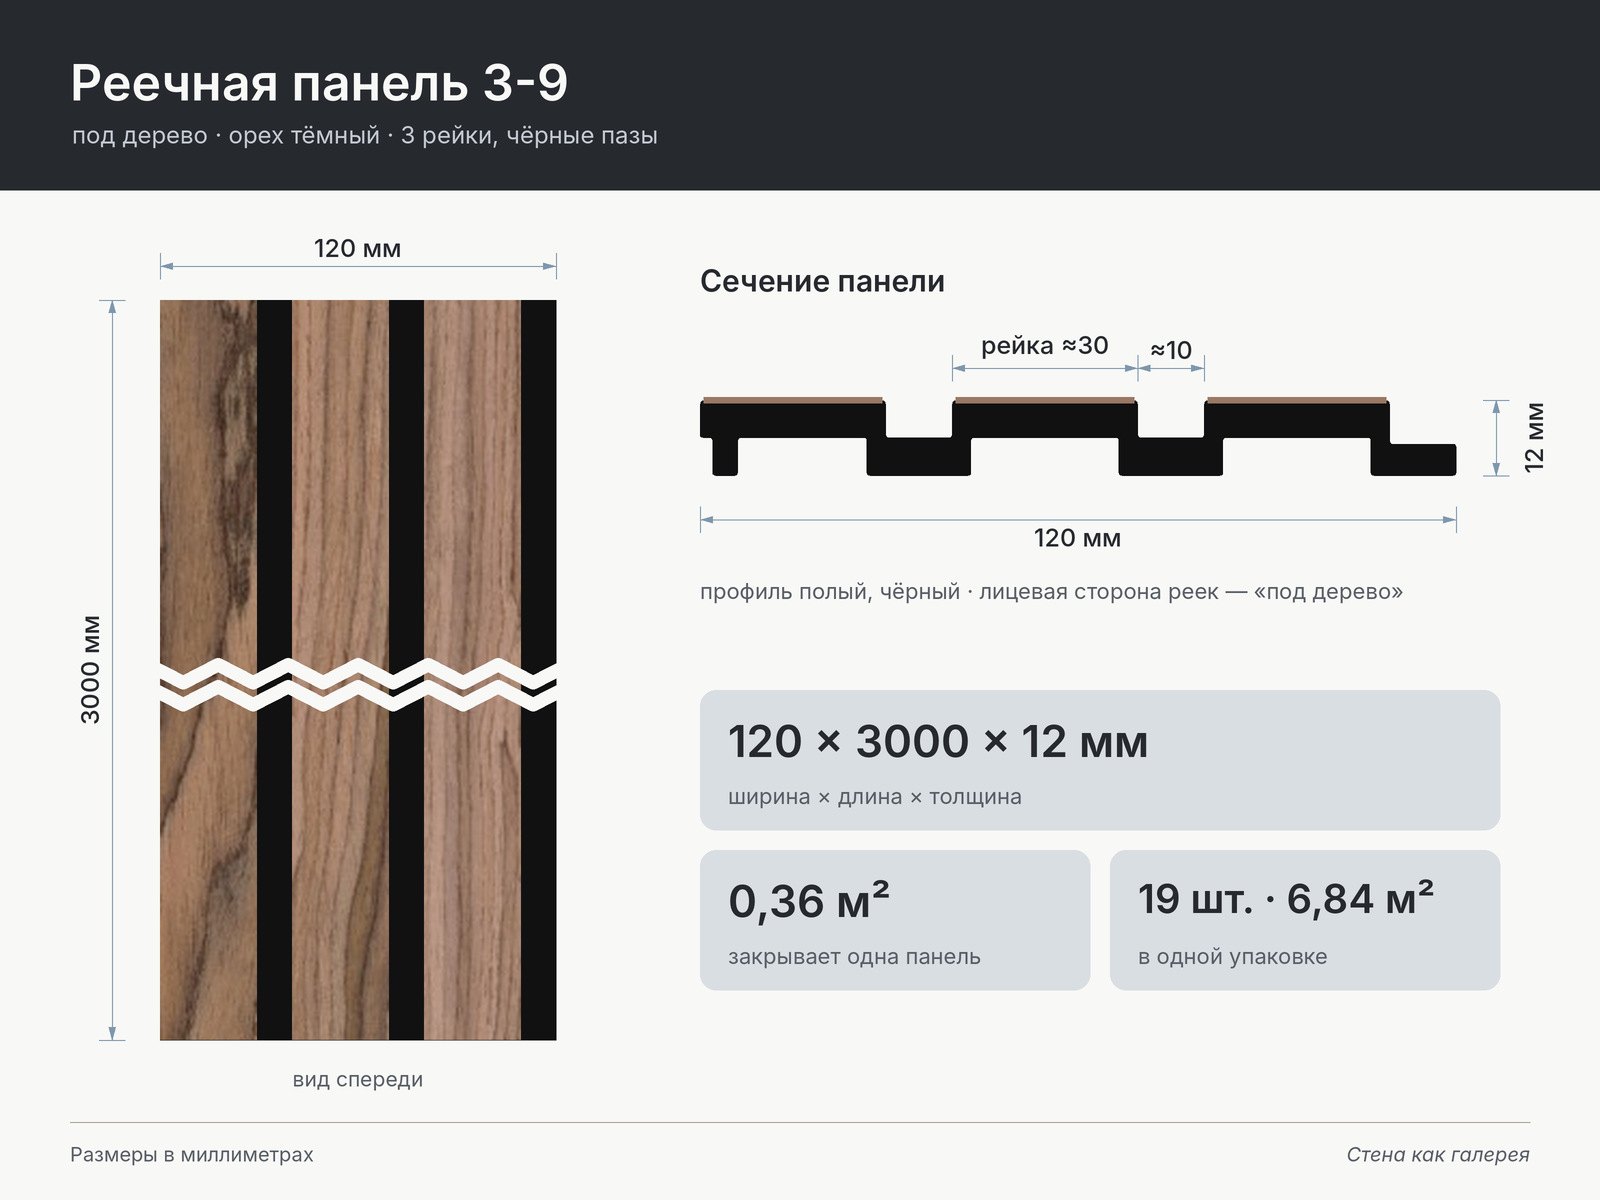 Реечная панель 3-9
под дерево · орех тёмный · 3 рейки, чёрные пазы
120 мм
3000 мм
вид спереди
Сечение панели
рейка ≈30
≈10
12 мм
120 мм
профиль полый, чёрный · лицевая сторона реек — «под дерево»
120 × 3000 × 12 мм
ширина × длина × толщина
0,36 м²
закрывает одна панель
19 шт. · 6,84 м²
в одной упаковке
Размеры в миллиметрах
Стена как галерея